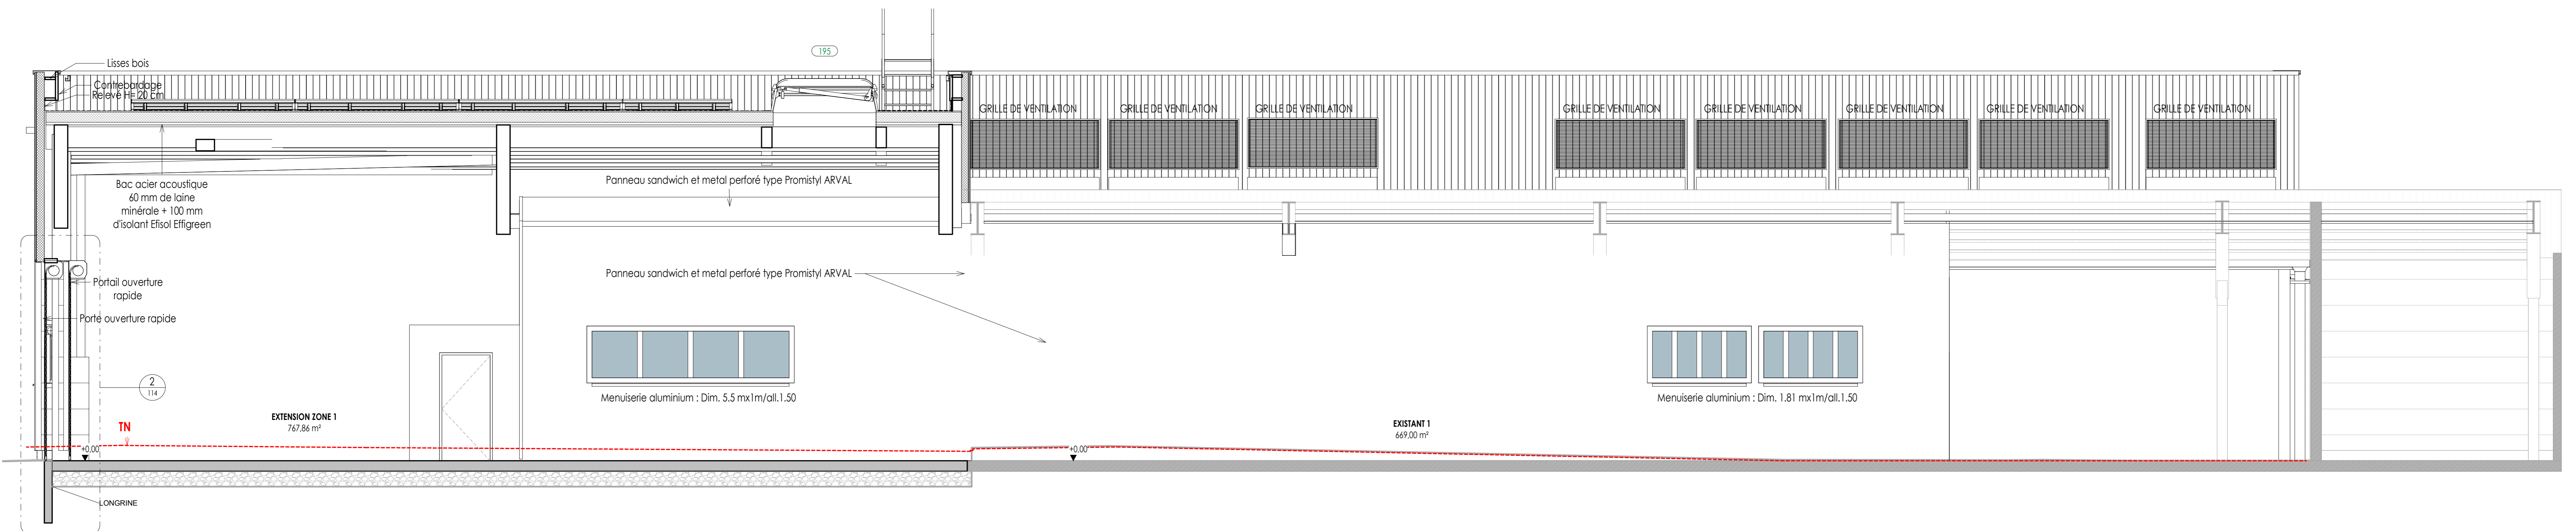 195
Lisses bois
Contrebardage
Relevé H= 20 cm
GRILLE DE VENTILATION
GRILLE DE VENTILATION
GRILLE DE VENTILATION
GRILLE DE VENTILATION
GRILLE DE VENTILATION
GRILLE DE VENTILATION
GRILLE DE VENTILATION
GRILLE DE VENTILATION
Bac acier acoustique
60 mm de laine
minérale + 100 mm
d'isolant Efisol Effigreen
Panneau sandwich et metal perforé type Promistyl ARVAL
Panneau sandwich et metal perforé type Promistyl ARVAL
Portail ouverture
rapide
Porte ouverture rapide
2
114
Menuiserie aluminium : Dim. 5.5 mx1m/all.1.50
Menuiserie aluminium : Dim. 1.81 mx1m/all.1.50
EXTENSION ZONE 1
767,86 m²
TN
EXISTANT 1
669,00 m²
+0.00
+0.00
LONGRINE